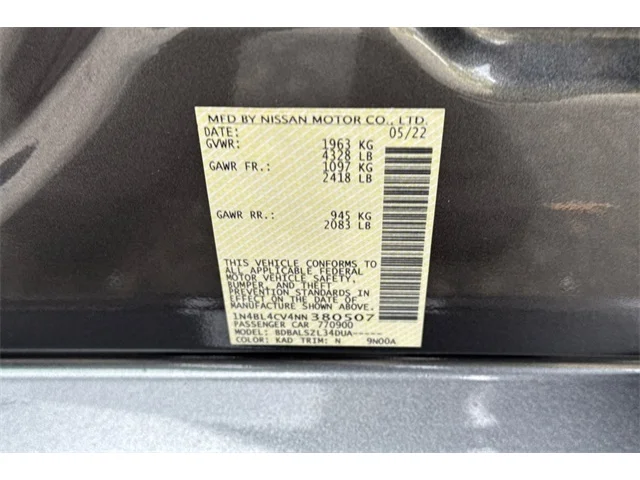 MFD BY NISSAN MOTOR CO., LTD.
DATE: 05/22
GVWR: 1963 KG
4328 LB
GAWR FR.: 1097 KG
2418 LB
GAWR RR.: 945 KG
2083 LB
THIS VEHICLE CONFORMS TO
ALL APPLICABLE FEDERAL
MOTOR VEHICLE SAFETY,
BUMPER, AND THEFT
PREVENTION STANDARDS
IN EFFECT ON THE DATE OF
MANUFACTURE SHOWN ABOVE.
1N4BL4CV4NN380507
PASSENGER CAR 770900
MODEL: BDBALSZL34DUA-----
COLOR: KAD TRIM: N 9N00A